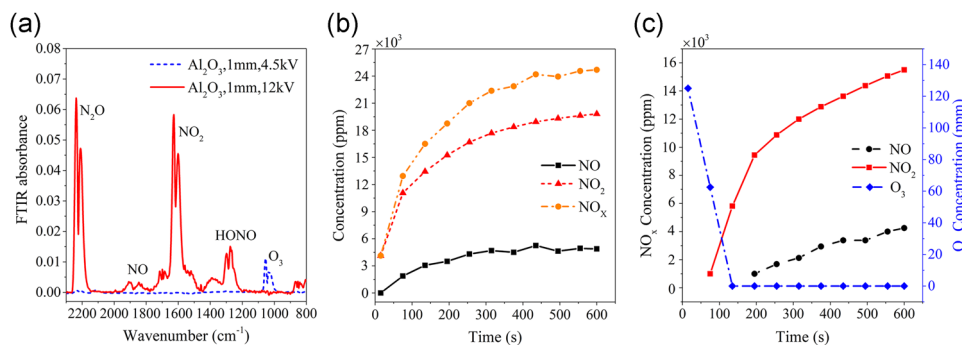 (a)
(b)
(c)
0.08
0.07
0.06
0.05
0.04
0.03
0.02
0.01
0.00
FTIR absorbance
Al₂O₃,1mm,4.5kV
Al₂O₃,1mm,12kV
N₂O
NO₂
NO
HONO
O₃
2200 2000 1800 1600 1400 1200 1000 800
Wavenumber (cm⁻¹)
×10³
27
24
21
18
15
12
9
6
3
0
Concentration (ppm)
NO
NO₂
NOₓ
0 100 200 300 400 500 600
Time (s)
×10³
18
16
14
12
10
8
6
4
2
0
NOₓ Concentration (ppm)
NO
NO₂
O₃
0 100 200 300 400 500 600
Time (s)
140
120
100
80
60
40
20
0
Concentration (ppm)